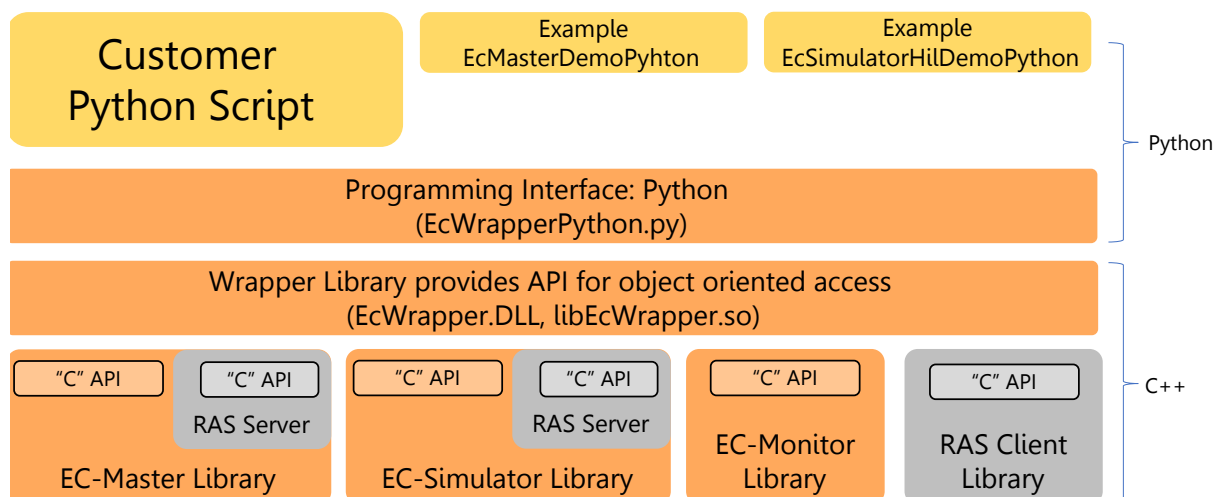 Customer
Python Script
Example
EcMasterDemoPyhton
Example
EcSimulatorHilDemoPython
Python
Programming Interface: Python
(EcWrapperPython.py)
Wrapper Library provides API for object oriented access
(EcWrapper.DLL, libEcWrapper.so)
"C" API
"C" API
RAS Server
EC-Master Library
"C" API
"C" API
RAS Server
EC-Simulator Library
"C" API
EC-Monitor
Library
"C" API
RAS Client
Library
C++